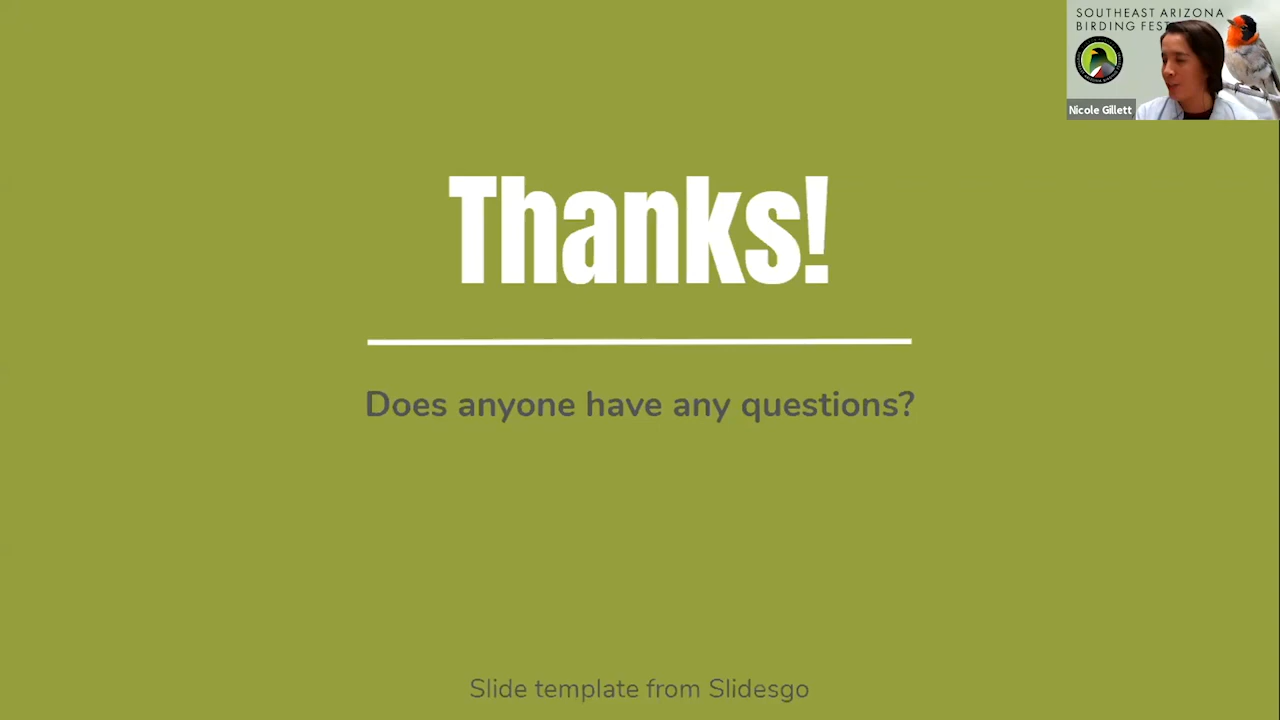 SOUTHEAST ARIZONA
BIRDING FEST
Nicole Gillett
Thanks!
Does anyone have any questions?
Slide template from Slidesgo